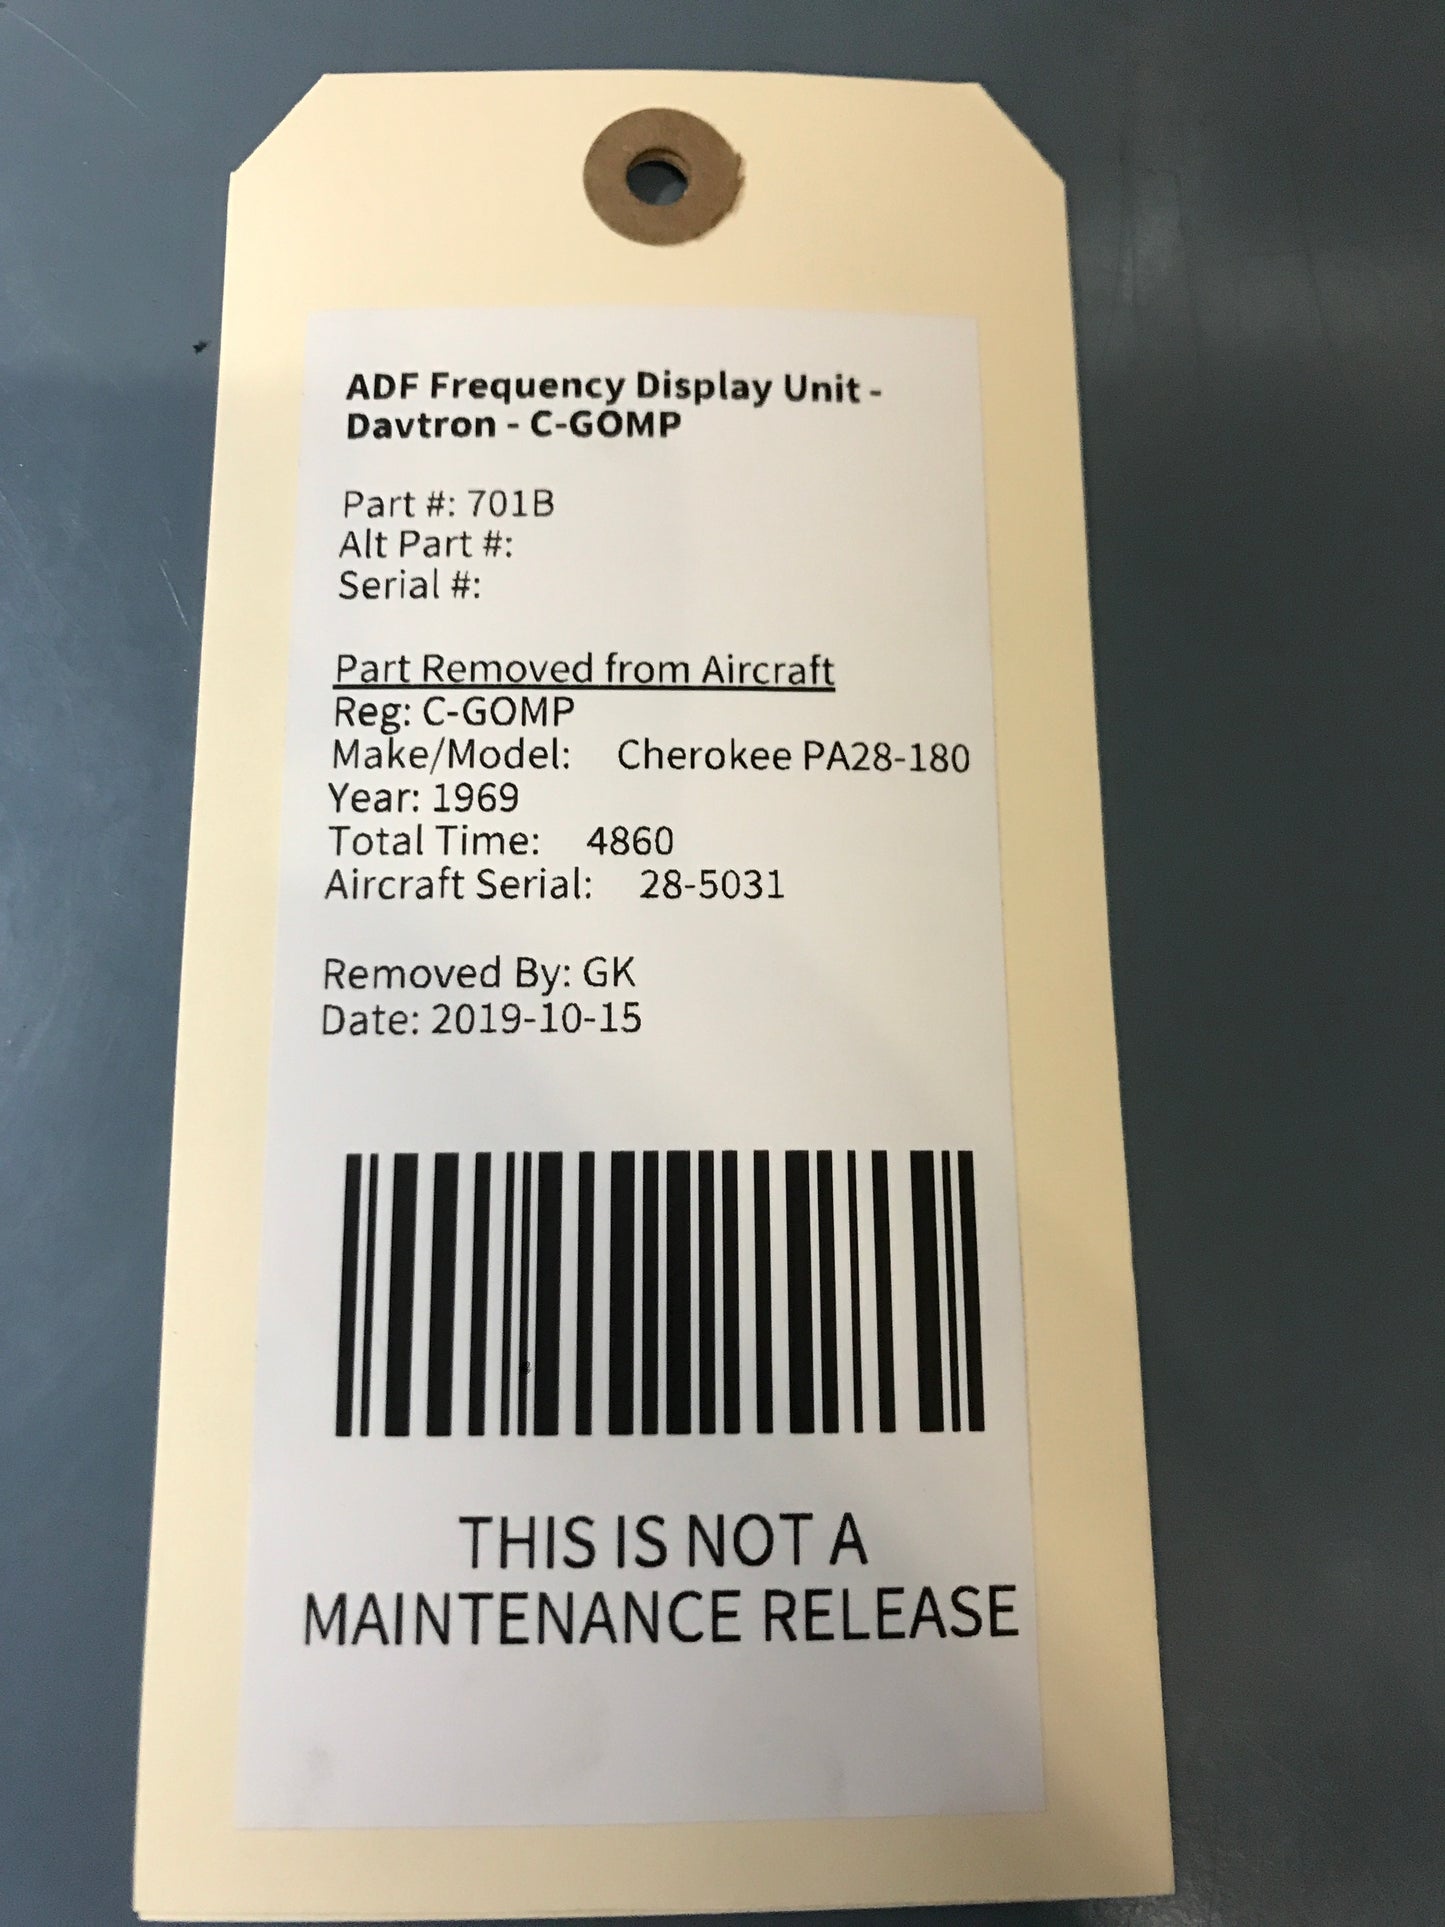 ADF Frequency Display Unit -
Davtron - C-GOMP
Part #: 701B
Alt Part #:
Serial #:
Part Removed from Aircraft
Reg: C-GOMP
Make/Model: Cherokee PA28-180
Year: 1969
Total Time: 4860
Aircraft Serial: 28-5031
Removed By: GK
Date: 2019-10-15
THIS IS NOT A
MAINTENANCE RELEASE